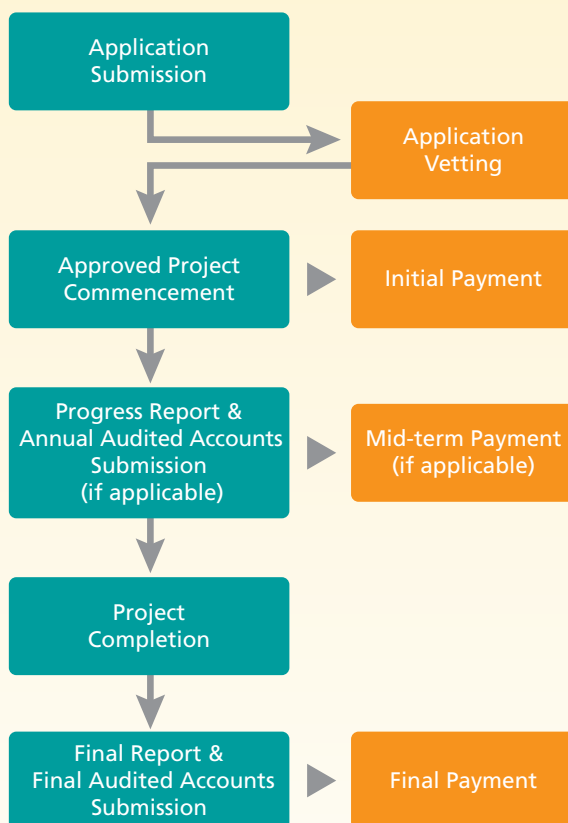 Application
Submission
Application
Vetting
Approved Project
Commencement
Initial Payment
Progress Report &
Annual Audited Accounts
Submission
(if applicable)
Mid-term Payment
(if applicable)
Project
Completion
Final Report &
Final Audited Accounts
Submission
Final Payment